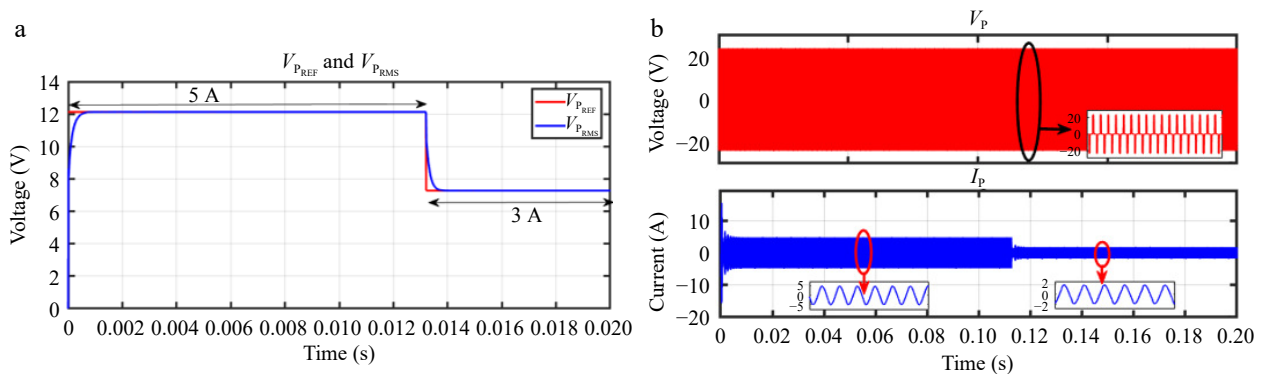 a
V_PREF and V_PRMS
14
12
10
8
6
4
2
0
5 A
3 A
V_PREF
V_PRMS
Voltage (V)
0 0.002 0.004 0.006 0.008 0.010 0.012 0.014 0.016 0.018 0.020
Time (s)
b
V_P
Voltage (V)
20
0
−20
20
0
−20
I_P
Current (A)
10
0
−10
−20
5
0
−5
2
0
−2
0 0.02 0.04 0.06 0.08 0.10 0.12 0.14 0.16 0.18 0.20
Time (s)